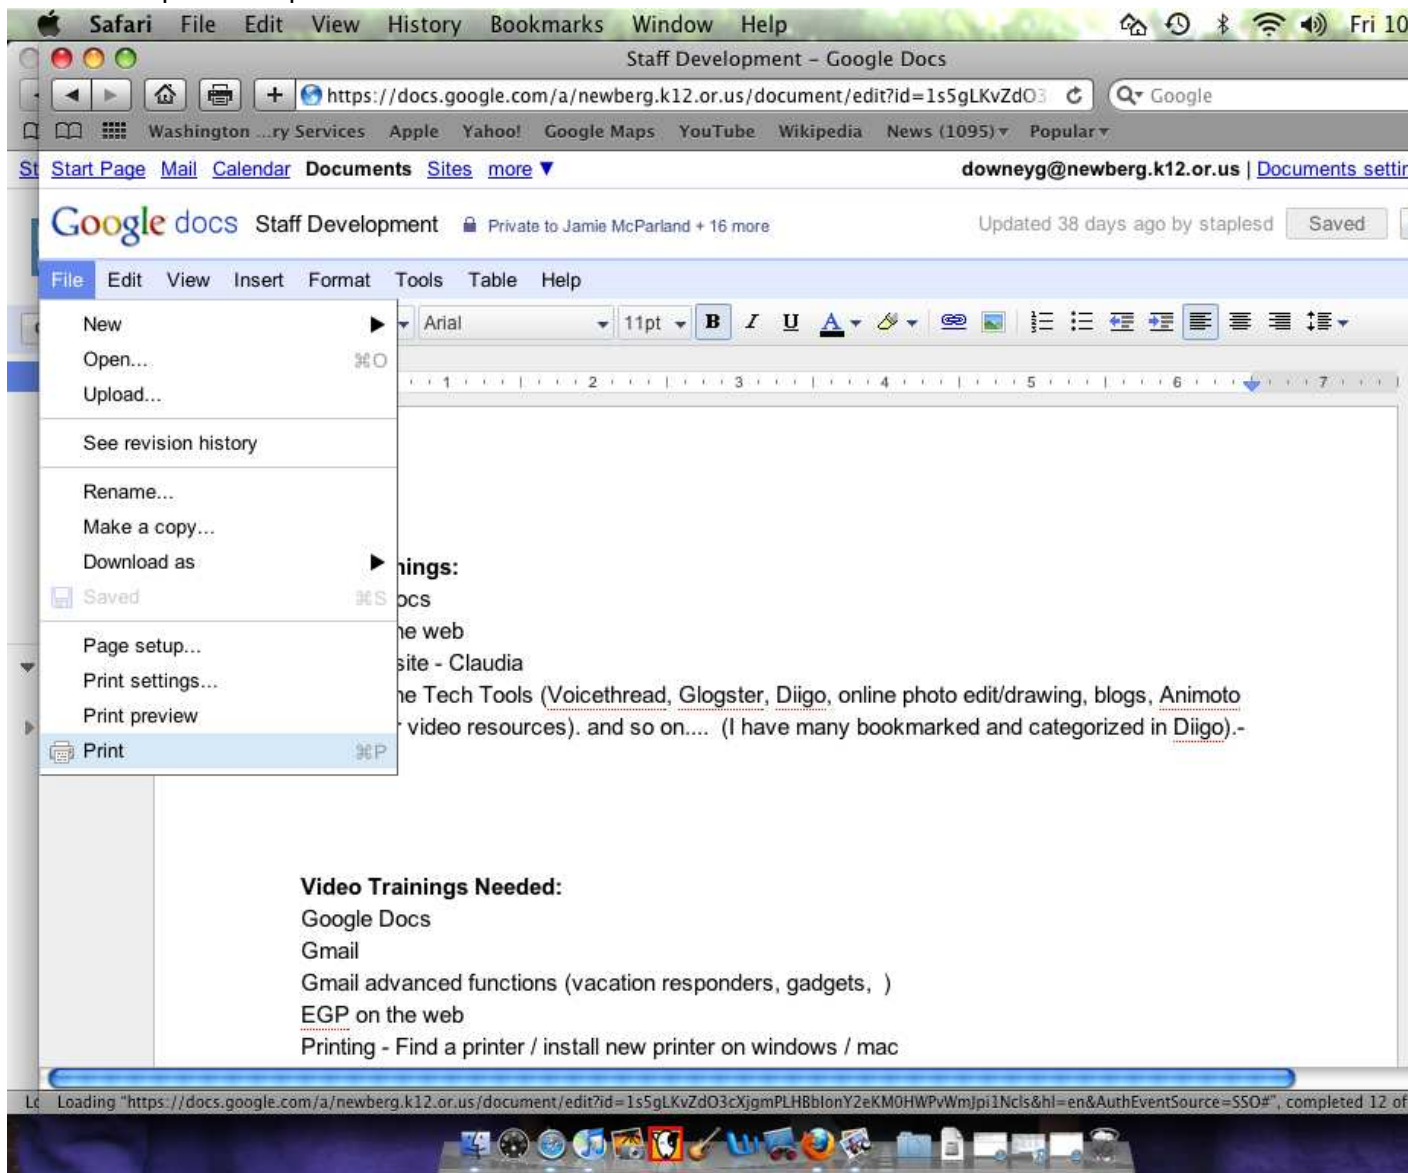 Safari File Edit View History Bookmarks Window Help Fri 10
Staff Development – Google Docs
https://docs.google.com/a/newberg.k12.or.us/document/edit?id=1s5gLKvZdO3 Google
Washington ...ry Services Apple Yahoo! Google Maps YouTube Wikipedia News (1095) Popular
St Start Page Mail Calendar Documents Sites more ▼ downeyg@newberg.k12.or.us | Documents settin
Google docs Staff Development Private to Jamie McParland + 16 more Updated 38 days ago by staplesd Saved
File Edit View Insert Format Tools Table Help
Arial 11pt B I U A
New ▶
Open... ⌘O
1 2 3 4 5 6 7
Upload...
See revision history
Rename...
Make a copy...
Download as ▶
nings:
Saved ⌘S
ocs
he web
Page setup...
site - Claudia
Print settings...
ne Tech Tools (Voicethread, Glogster, Diigo, online photo edit/drawing, blogs, Animoto
Print preview
r video resources). and so on.... (I have many bookmarked and categorized in Diigo).-
Print ⌘P
Video Trainings Needed:
Google Docs
Gmail
Gmail advanced functions (vacation responders, gadgets, )
EGP on the web
Printing - Find a printer / install new printer on windows / mac
Lo Loading "https://docs.google.com/a/newberg.k12.or.us/document/edit?id=1s5gLKvZdO3cXjgmPLHBblonY2eKM0HWPvWmJpi1Ncls&hl=en&AuthEventSource=SSO#", completed 12 of